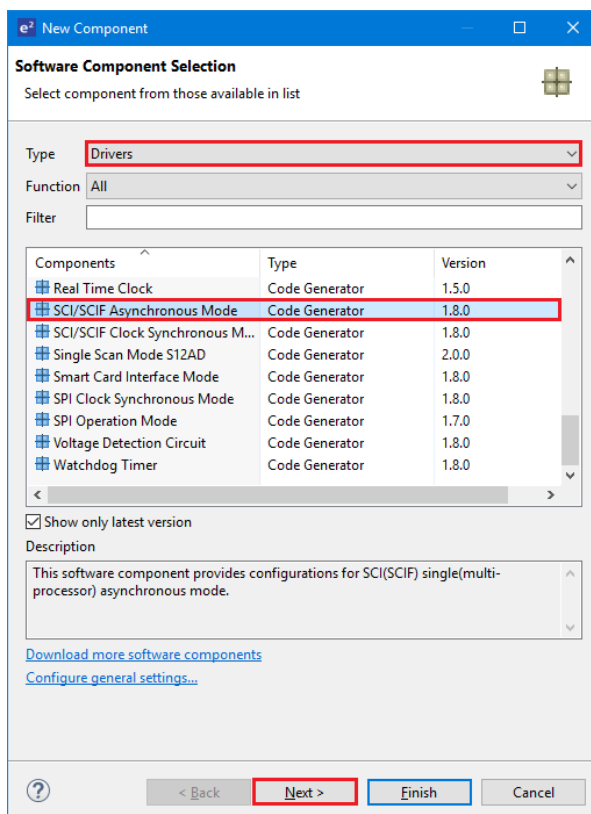 e² New Component
Software Component Selection
Select component from those available in list
Type Drivers
Function All
Filter
Components Type Version
Real Time Clock Code Generator 1.5.0
SCI/SCIF Asynchronous Mode Code Generator 1.8.0
SCI/SCIF Clock Synchronous M... Code Generator 1.8.0
Single Scan Mode S12AD Code Generator 2.0.0
Smart Card Interface Mode Code Generator 1.8.0
SPI Clock Synchronous Mode Code Generator 1.8.0
SPI Operation Mode Code Generator 1.7.0
Voltage Detection Circuit Code Generator 1.8.0
Watchdog Timer Code Generator 1.8.0
Show only latest version
Description
This software component provides configurations for SCI(SCIF) single(multi-
processor) asynchronous mode.
Download more software components
Configure general settings...
? < Back Next > Finish Cancel